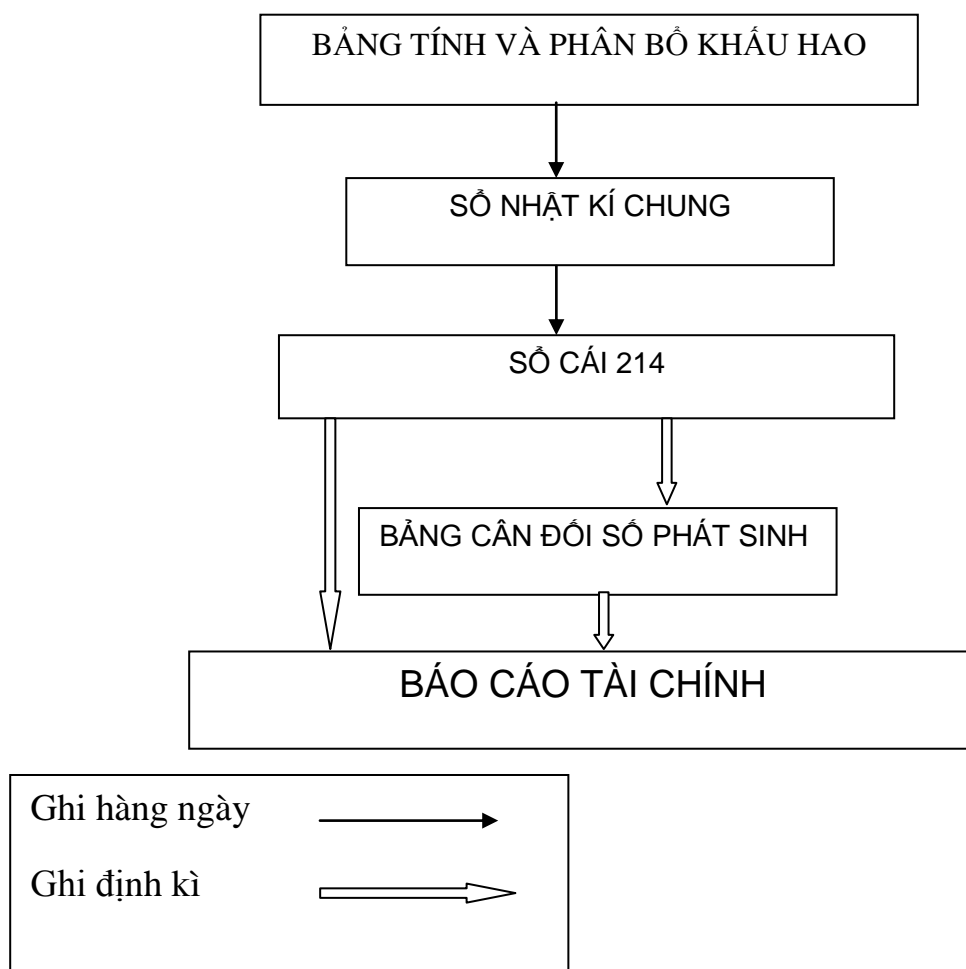 BẢNG TÍNH VÀ PHÂN BỔ KHẤU HAO
SỔ NHẬT KÍ CHUNG
SỔ CÁI 214
BẢNG CÂN ĐỐI SỐ PHÁT SINH
BÁO CÁO TÀI CHÍNH
Ghi hàng ngày
Ghi định kì